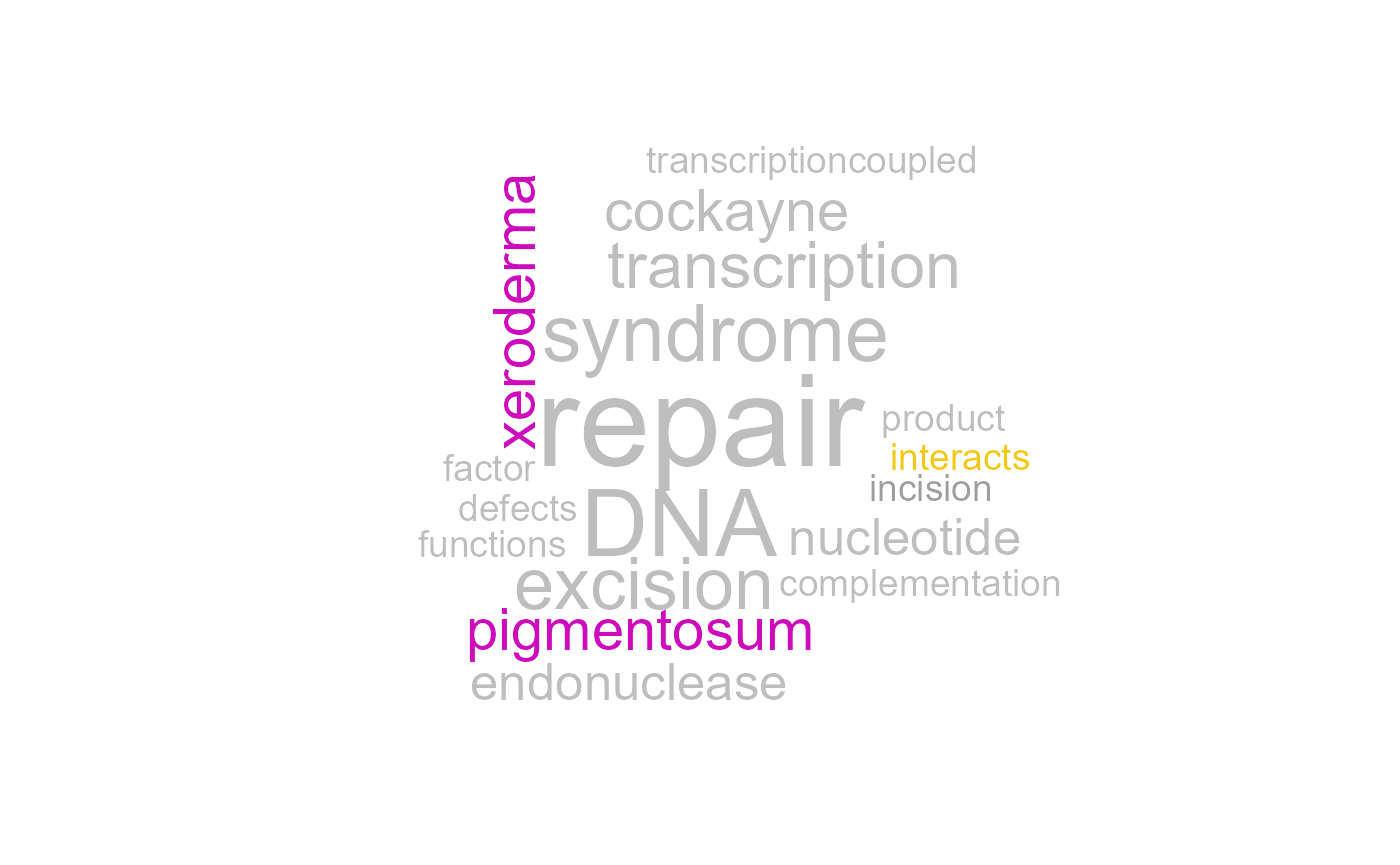 transcriptioncoupled
xeroderma
cockayne
transcription
syndrome
repair
product
interacts
factor
incision
defects
DNA
nucleotide
functions
excision
complementation
pigmentosum
endonuclease